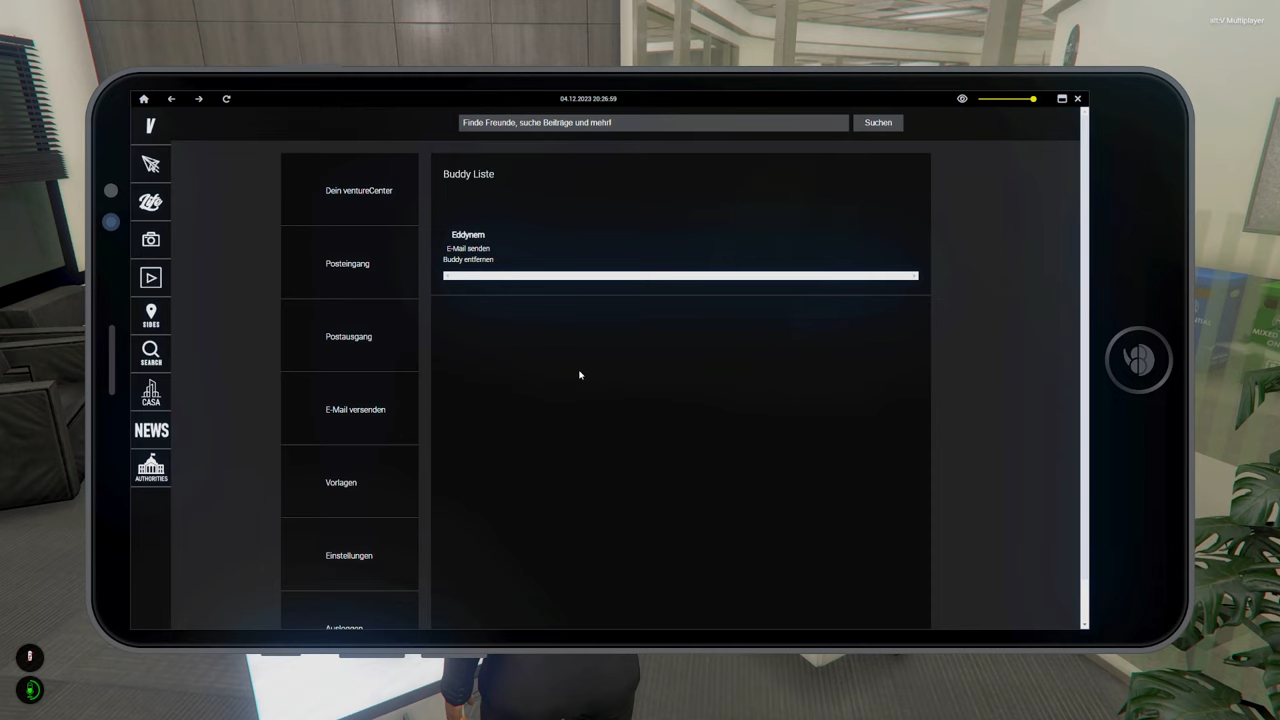 alt:V Multiplayer
04.12.2023 20:26:59
Finde Freunde, suche Beiträge und mehr!
Suchen
V
Life
SIDES
SEARCH
CASA
NEWS
AUTHORITIES
Dein ventureCenter
Posteingang
Postausgang
E-Mail versenden
Vorlagen
Einstellungen
Ausloggen
Buddy Liste
Eddynem
E-Mail senden
Buddy entfernen